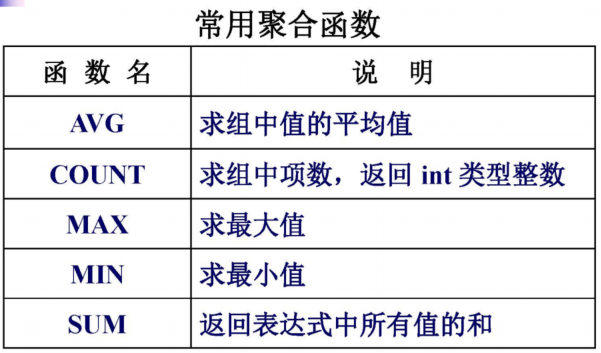 常用聚合函数
函 数 名 说 明
AVG 求组中值的平均值
COUNT 求组中项数，返回 int 类型整数
MAX 求最大值
MIN 求最小值
SUM 返回表达式中所有值的和